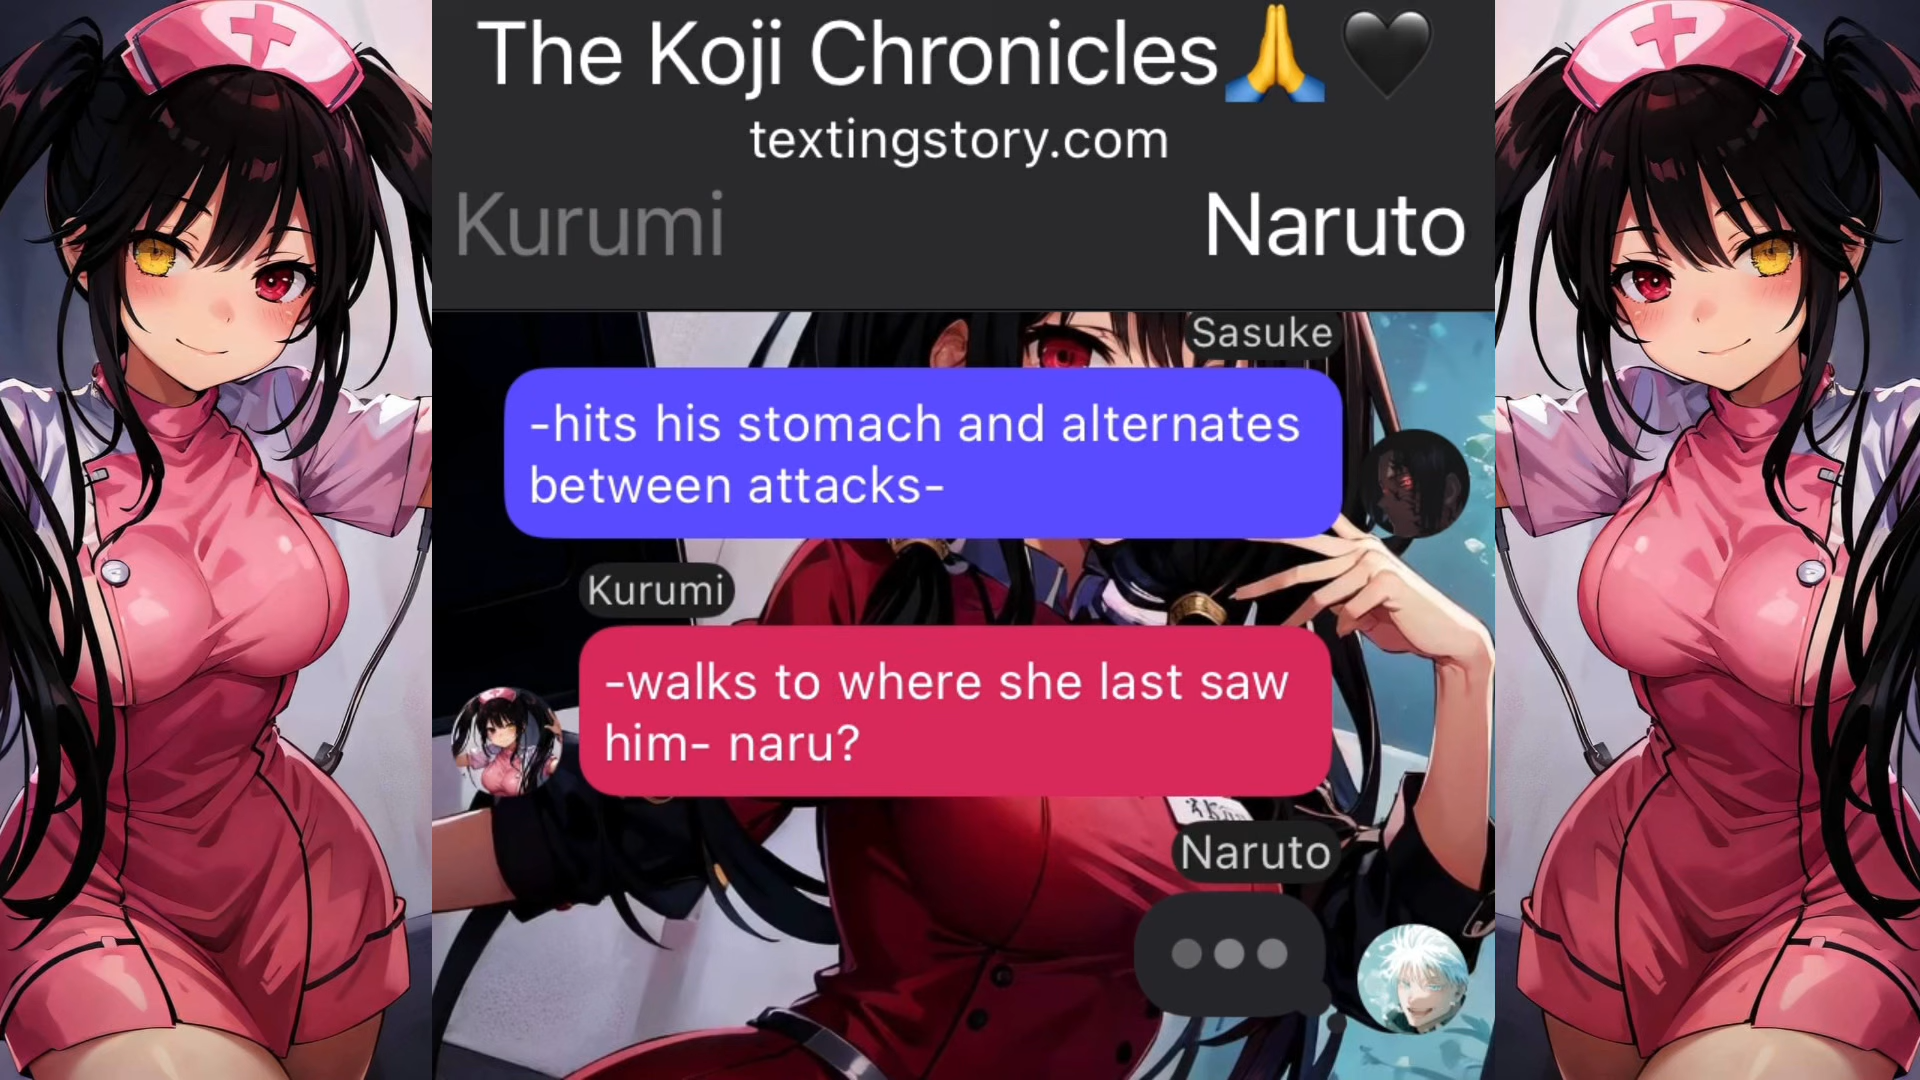 The Koji Chronicles🙏🖤
textingstory.com
Kurumi
Naruto
Sasuke
-hits his stomach and alternates
between attacks-
Kurumi
-walks to where she last saw
him- naru?
Naruto